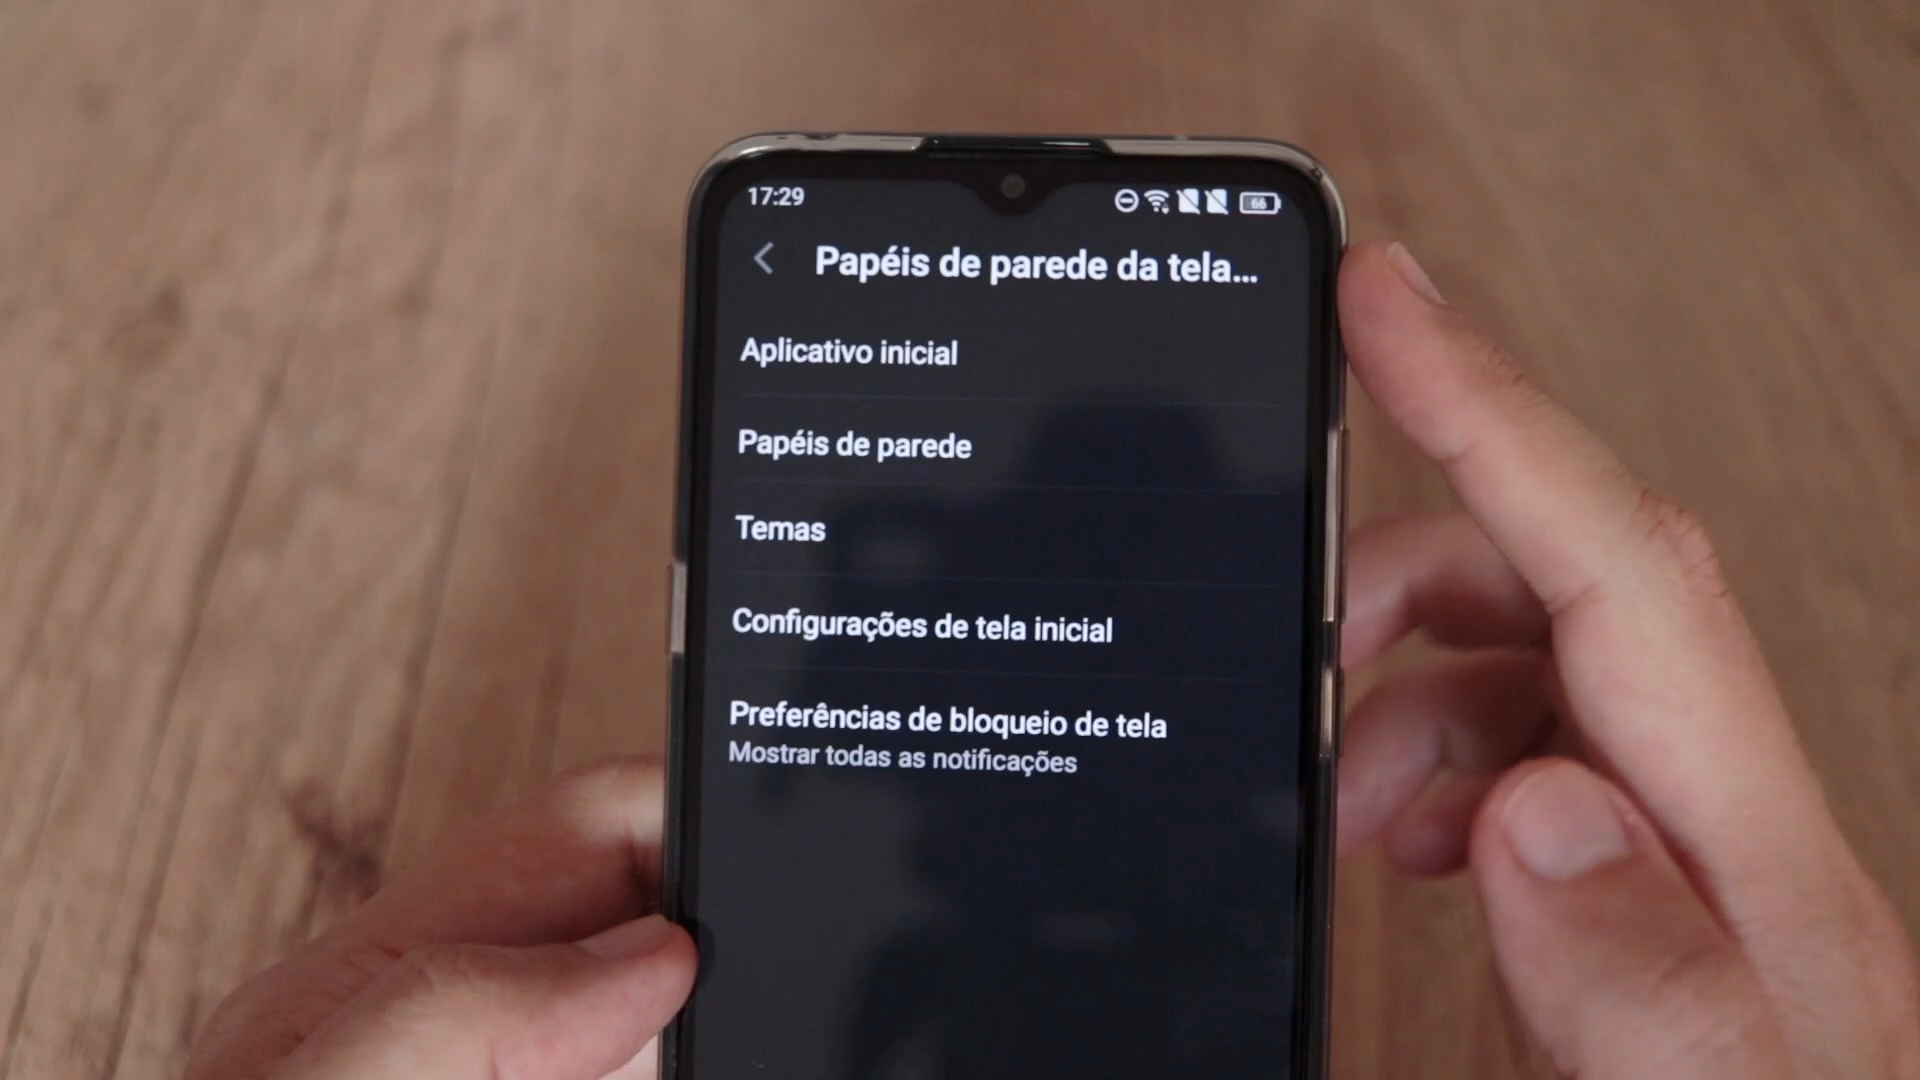 17:29
66
Papéis de parede da tela...
Aplicativo inicial
Papéis de parede
Temas
Configurações de tela inicial
Preferências de bloqueio de tela
Mostrar todas as notificações